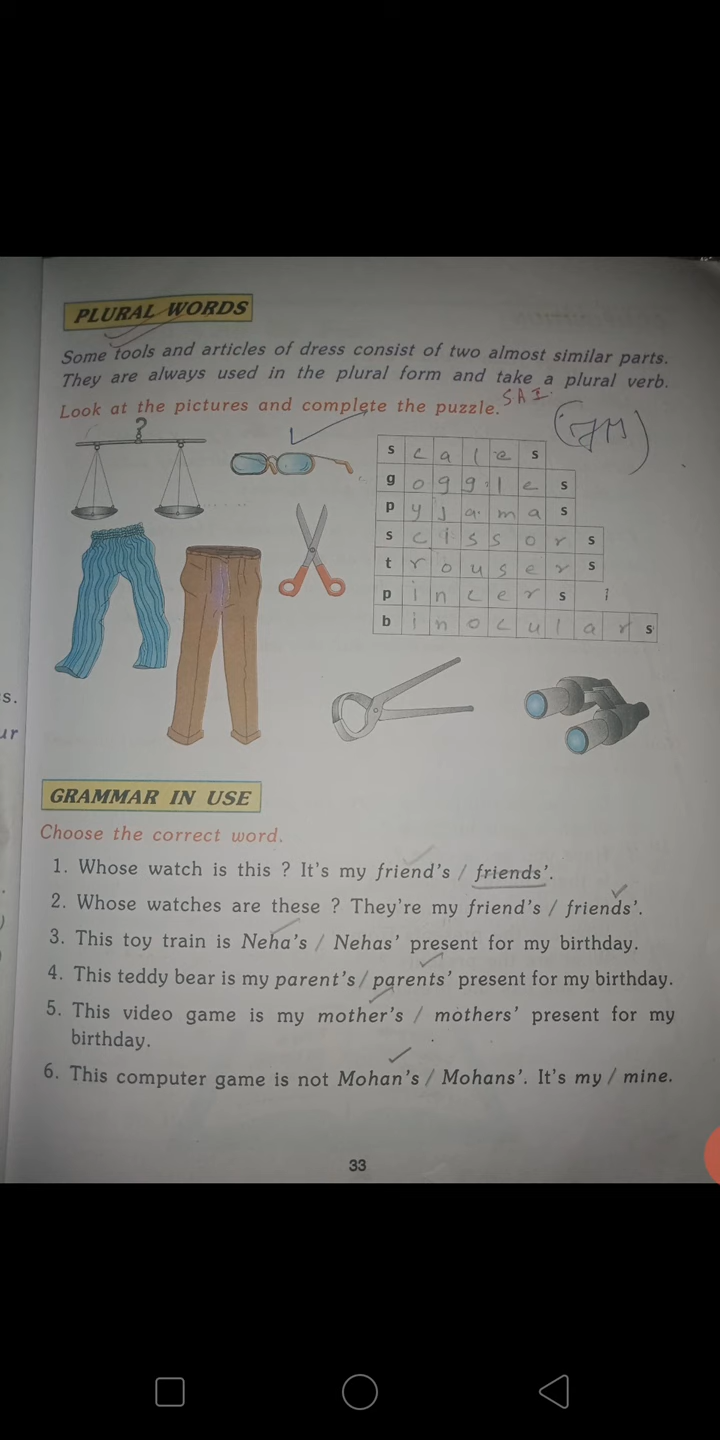 PLURAL WORDS
Some tools and articles of dress consist of two almost similar parts.
They are always used in the plural form and take a plural verb.
Look at the pictures and complete the puzzle. SAI.
s c a l e s
g o g g l e s
p y j a m a s
s c i s s o r s
t r o u s e r s
p i n c e r s i
b i n o c u l a r s
s.
ur
GRAMMAR IN USE
Choose the correct word.
1. Whose watch is this ? It's my friend's / friends'.
2. Whose watches are these ? They're my friend's / friends'.
3. This toy train is Neha's / Nehas' present for my birthday.
4. This teddy bear is my parent's / parents' present for my birthday.
5. This video game is my mother's / mothers' present for my
birthday.
6. This computer game is not Mohan's / Mohans'. It's my / mine.
33